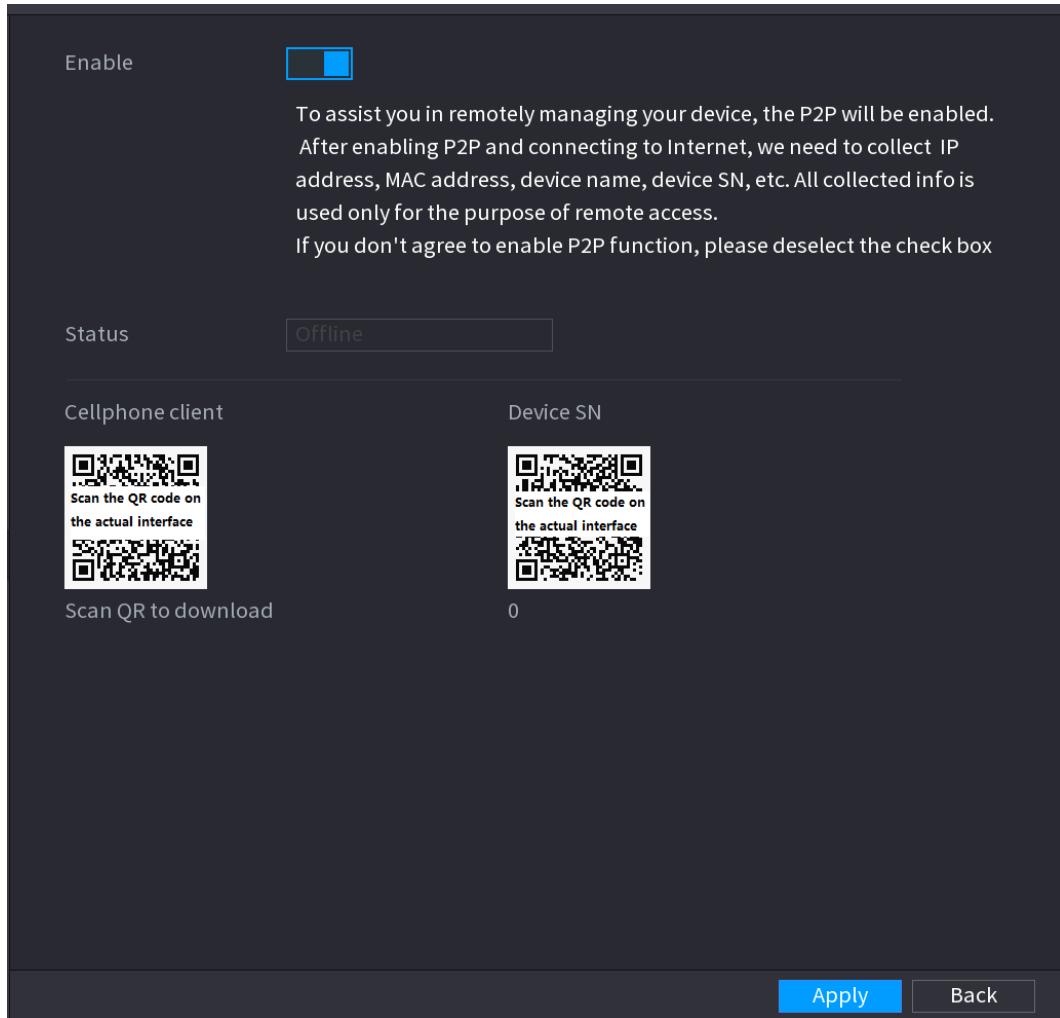 Enable
To assist you in remotely managing your device, the P2P will be enabled.
After enabling P2P and connecting to Internet, we need to collect IP
address, MAC address, device name, device SN, etc. All collected info is
used only for the purpose of remote access.
If you don't agree to enable P2P function, please deselect the check box
Status
Offline
Cellphone client
Device SN
Scan the QR code on
the actual interface
Scan the QR code on
the actual interface
Scan QR to download
0
Apply
Back